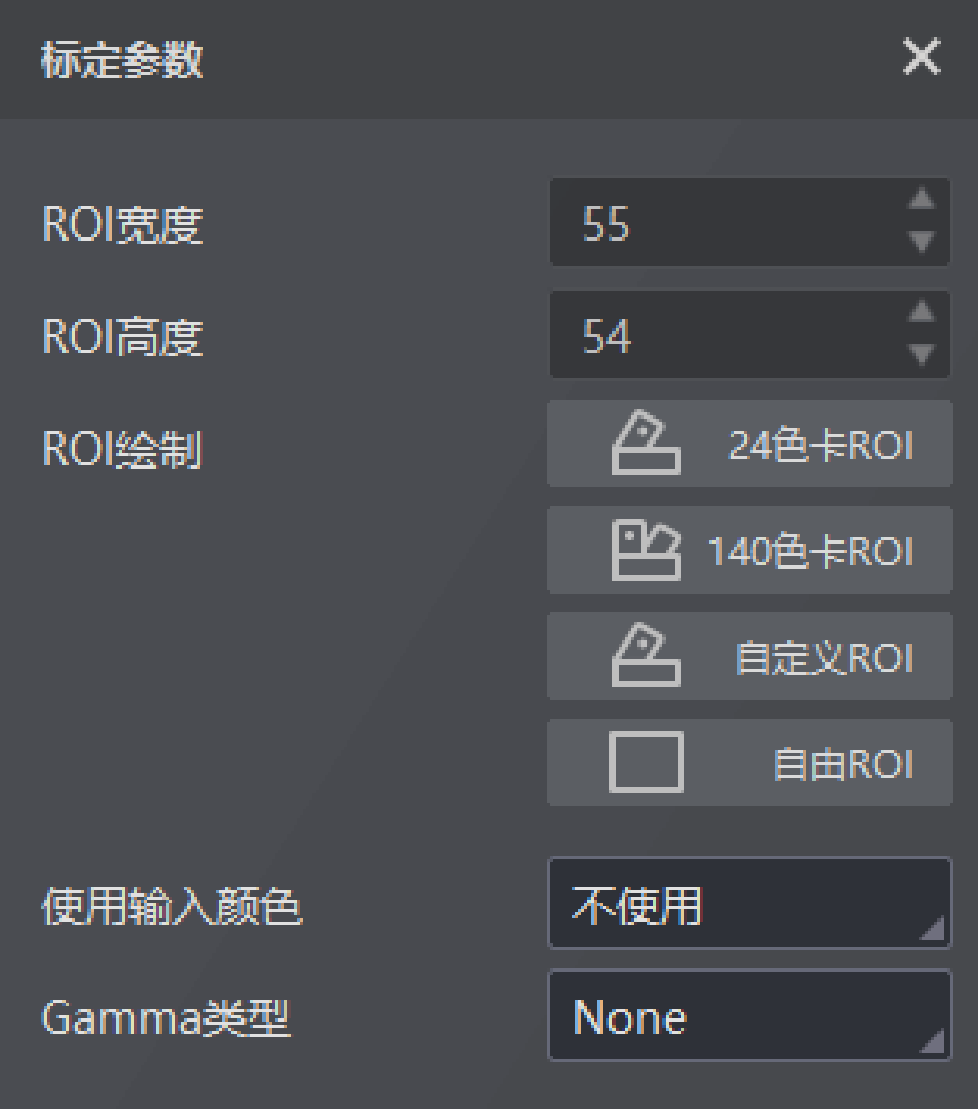 标定参数
ROI宽度 55
ROI高度 54
ROI绘制 24色卡ROI
140色卡ROI
自定义ROI
自由ROI
使用输入颜色 不使用
Gamma类型 None